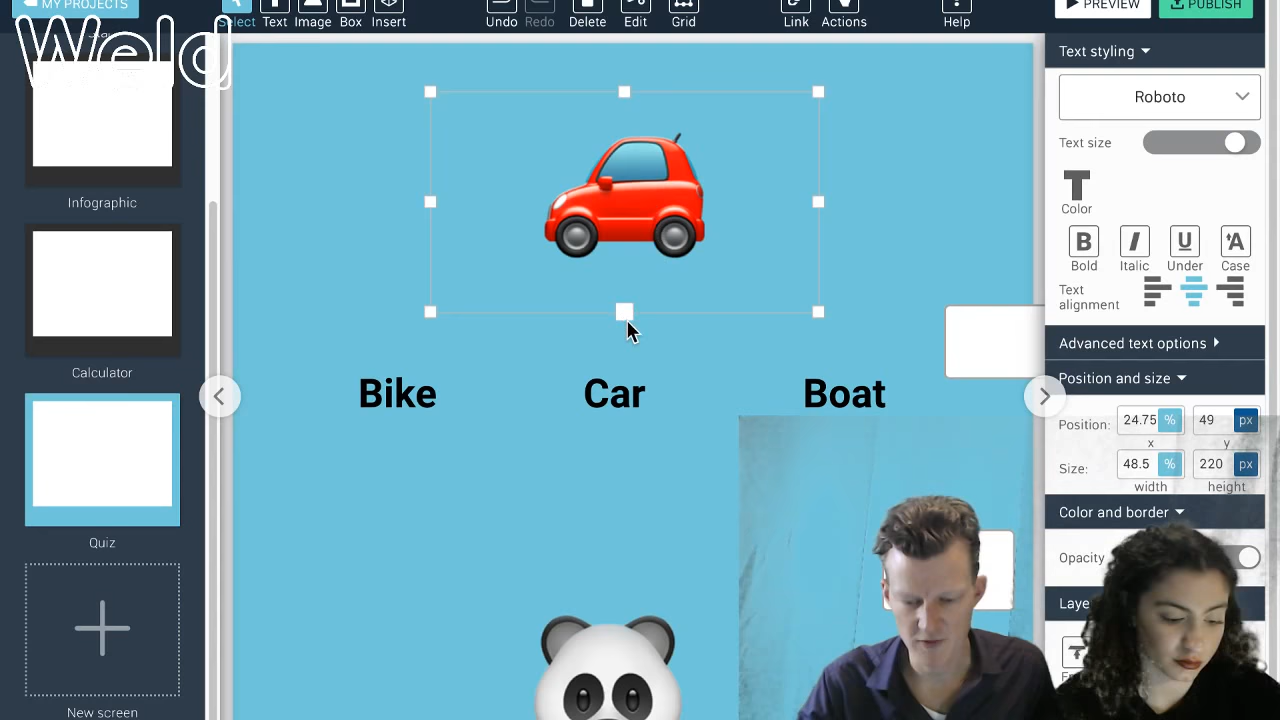 MY PROJECTS
Weld
Select Text Image Box Insert Undo Redo Delete Edit Grid Link Actions Help
PREVIEW
PUBLISH
Infographic
Calculator
Quiz
New screen
Bike Car Boat
Text styling
Roboto
Text size
Color
B I U A
Bold Italic Under Case
Text
alignment
Advanced text options
Position and size
Position: 24.75 % 49 px
x y
Size: 48.5 % 220 px
width height
Color and border
Opacity
Laye